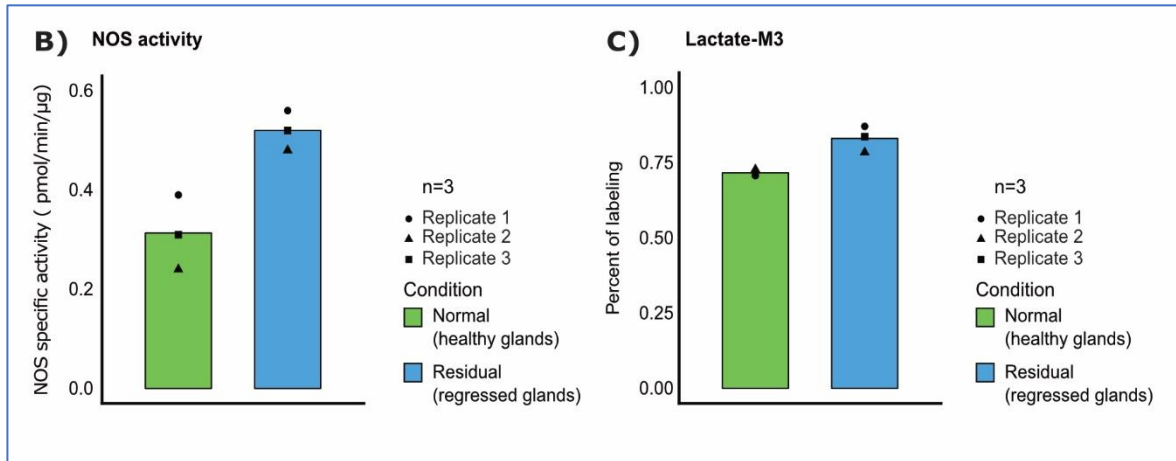 B) NOS activity
NOS specific activity ( pmol/min/µg)
0.6
0.4
0.2
0.0
n=3
Replicate 1
Replicate 2
Replicate 3
Condition
Normal
(healthy glands)
Residual
(regressed glands)
C) Lactate-M3
Percent of labeling
1.00
0.75
0.50
0.25
0.00
n=3
Replicate 1
Replicate 2
Replicate 3
Condition
Normal
(healthy glands)
Residual
(regressed glands)